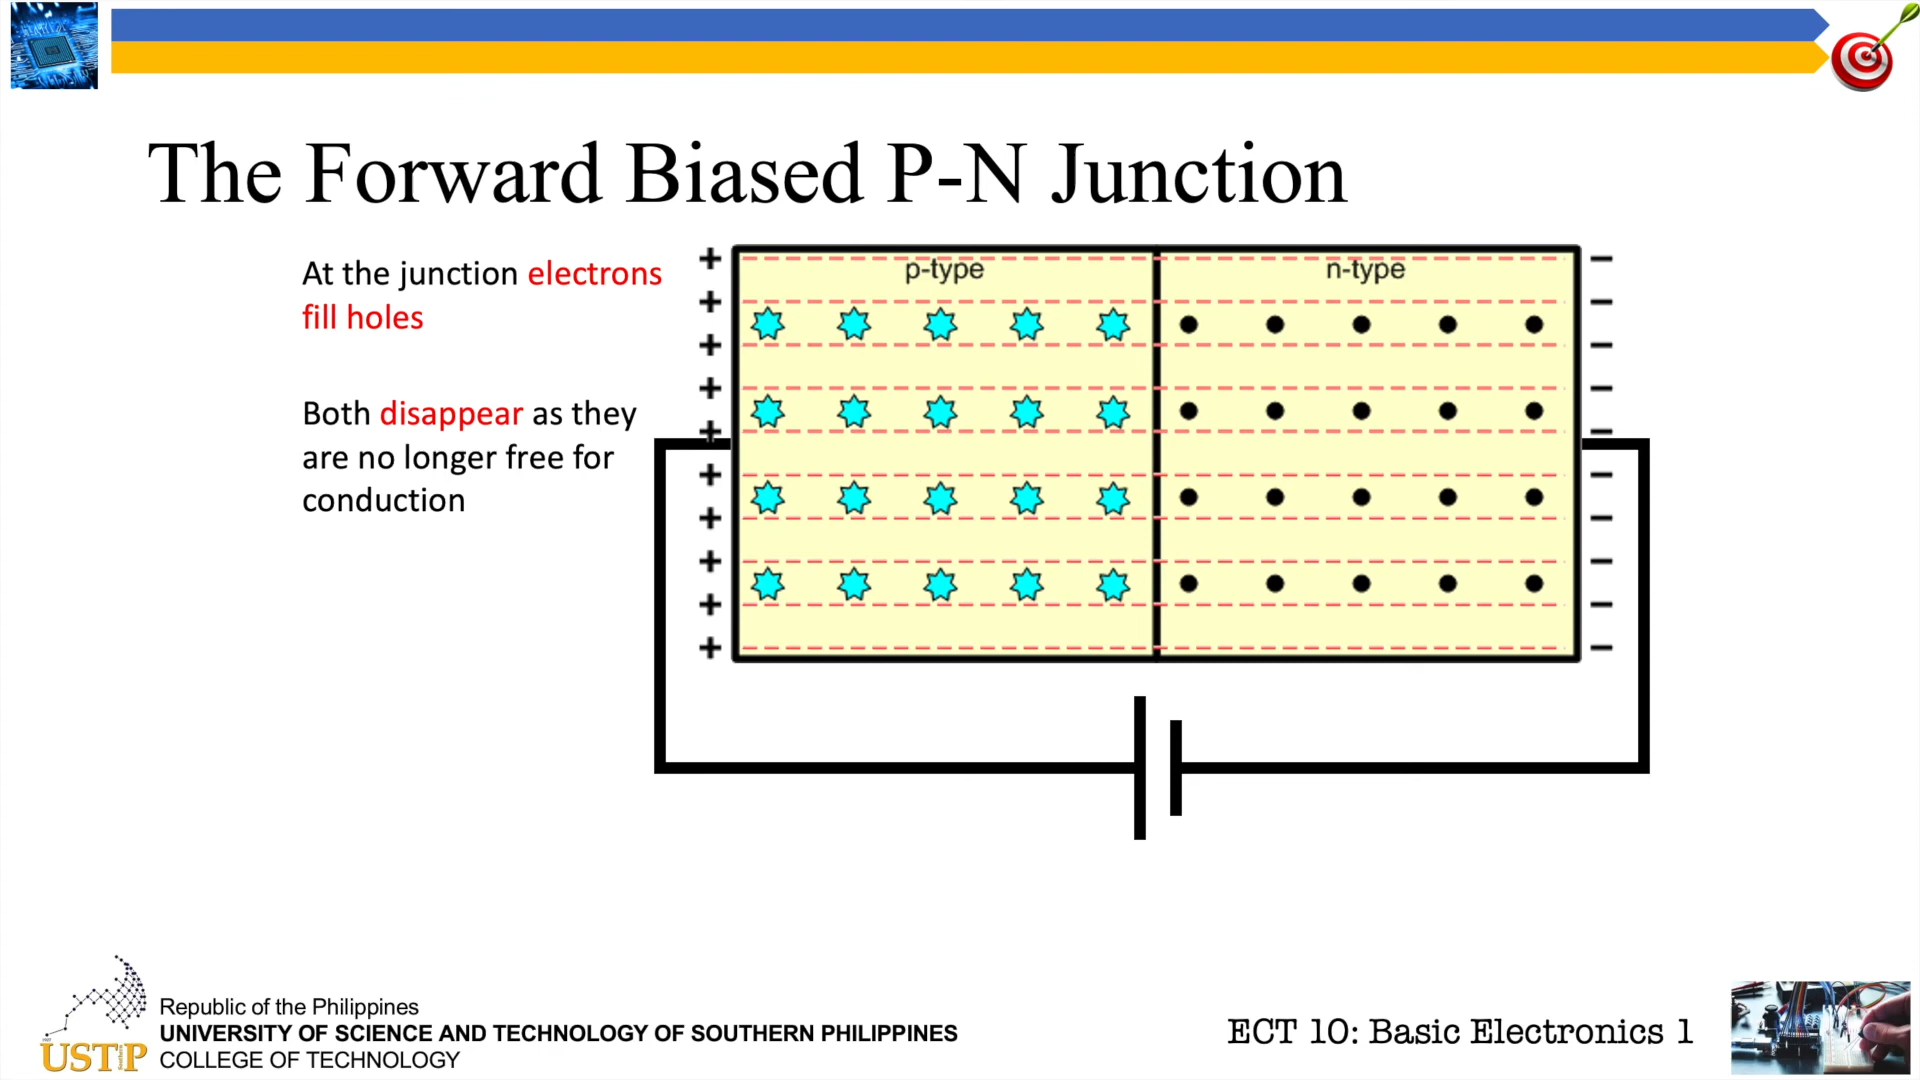 The Forward Biased P-N Junction
At the junction electrons
fill holes
Both disappear as they
are no longer free for
conduction
p-type
n-type
USTP
Republic of the Philippines
UNIVERSITY OF SCIENCE AND TECHNOLOGY OF SOUTHERN PHILIPPINES
COLLEGE OF TECHNOLOGY
ECT 10: Basic Electronics 1